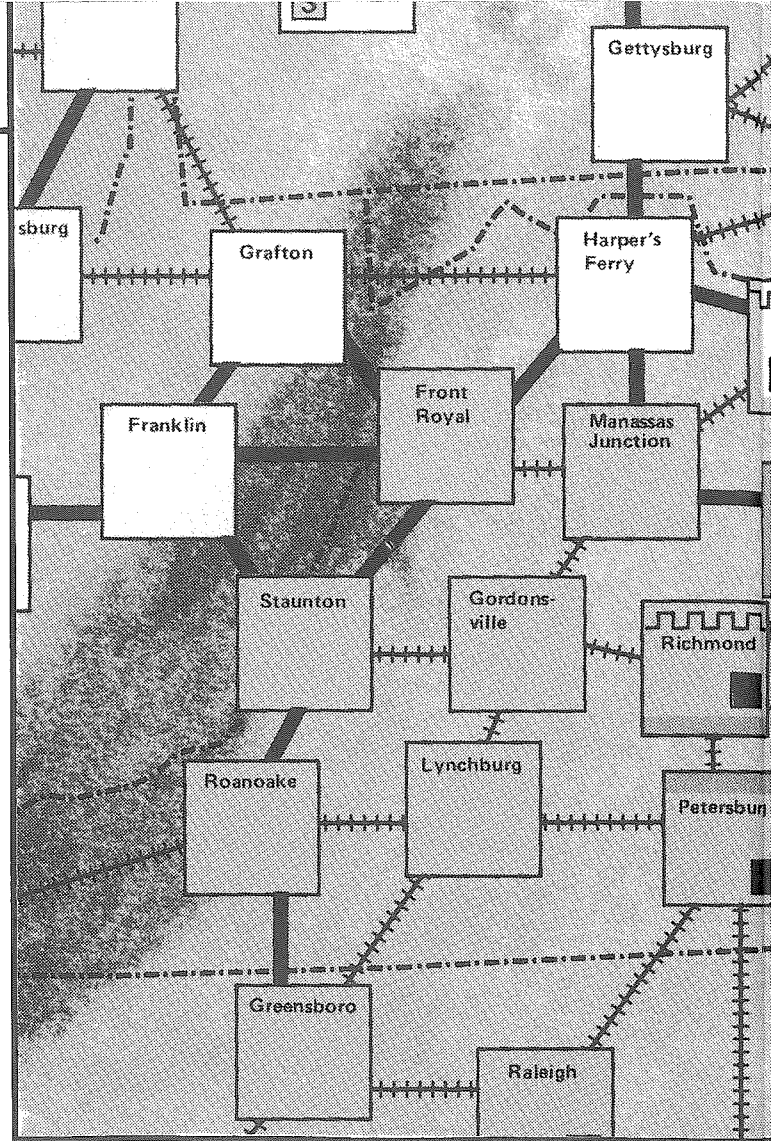 3
Gettysburg
sburg
Grafton
Harper's
Ferry
Front
Royal
Franklin
Manassas
Junction
Staunton
Gordons-
ville
Richmond
Roanoake
Lynchburg
Petersburg
Greensboro
Raleigh